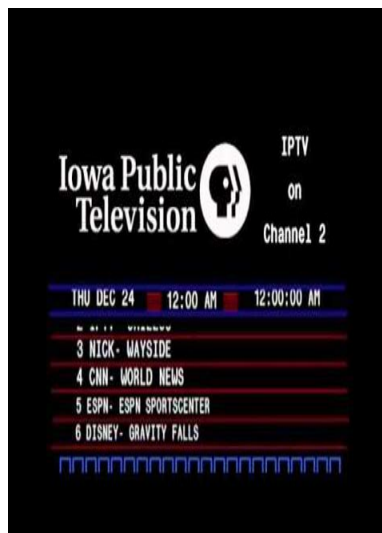 Iowa Public
Television
IPTV
on
Channel 2
THU DEC 24 12:00 AM 12:00:00 AM
3 NICK- WAYSIDE
4 CNN- WORLD NEWS
5 ESPN- ESPN SPORTSCENTER
6 DISNEY- GRAVITY FALLS